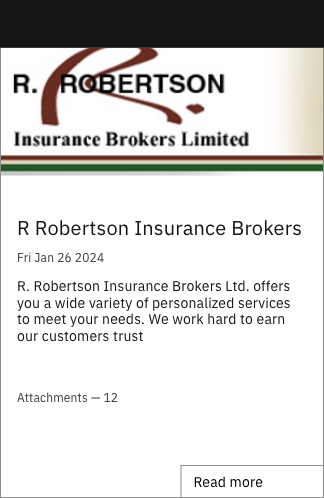 R. ROBERTSON
Insurance Brokers Limited
R Robertson Insurance Brokers
Fri Jan 26 2024
R. Robertson Insurance Brokers Ltd. offers
you a wide variety of personalized services
to meet your needs. We work hard to earn
our customers trust
Attachments — 12
Read more